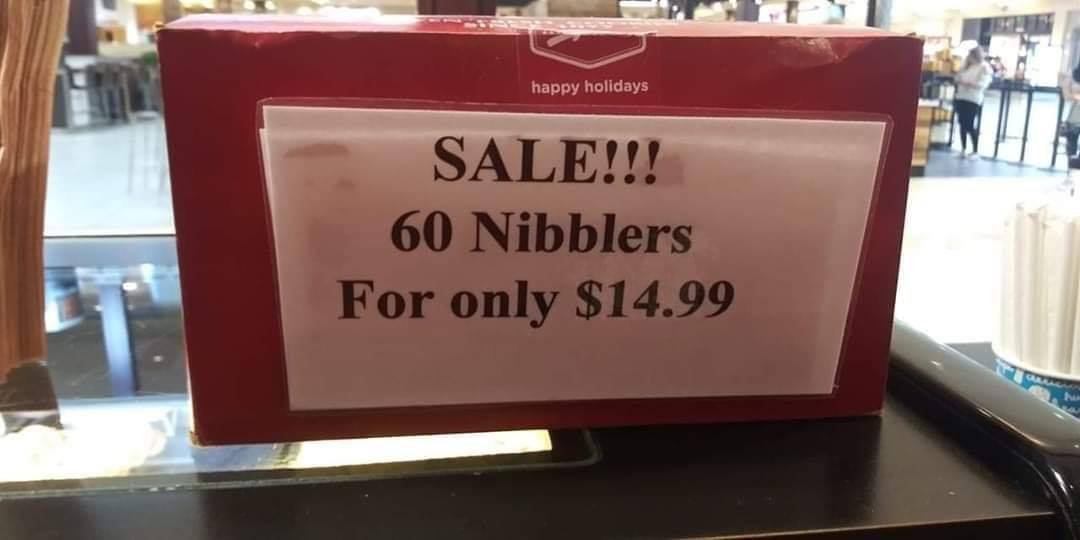 happy holidays
SALE!!!
60 Nibblers
For only $14.99